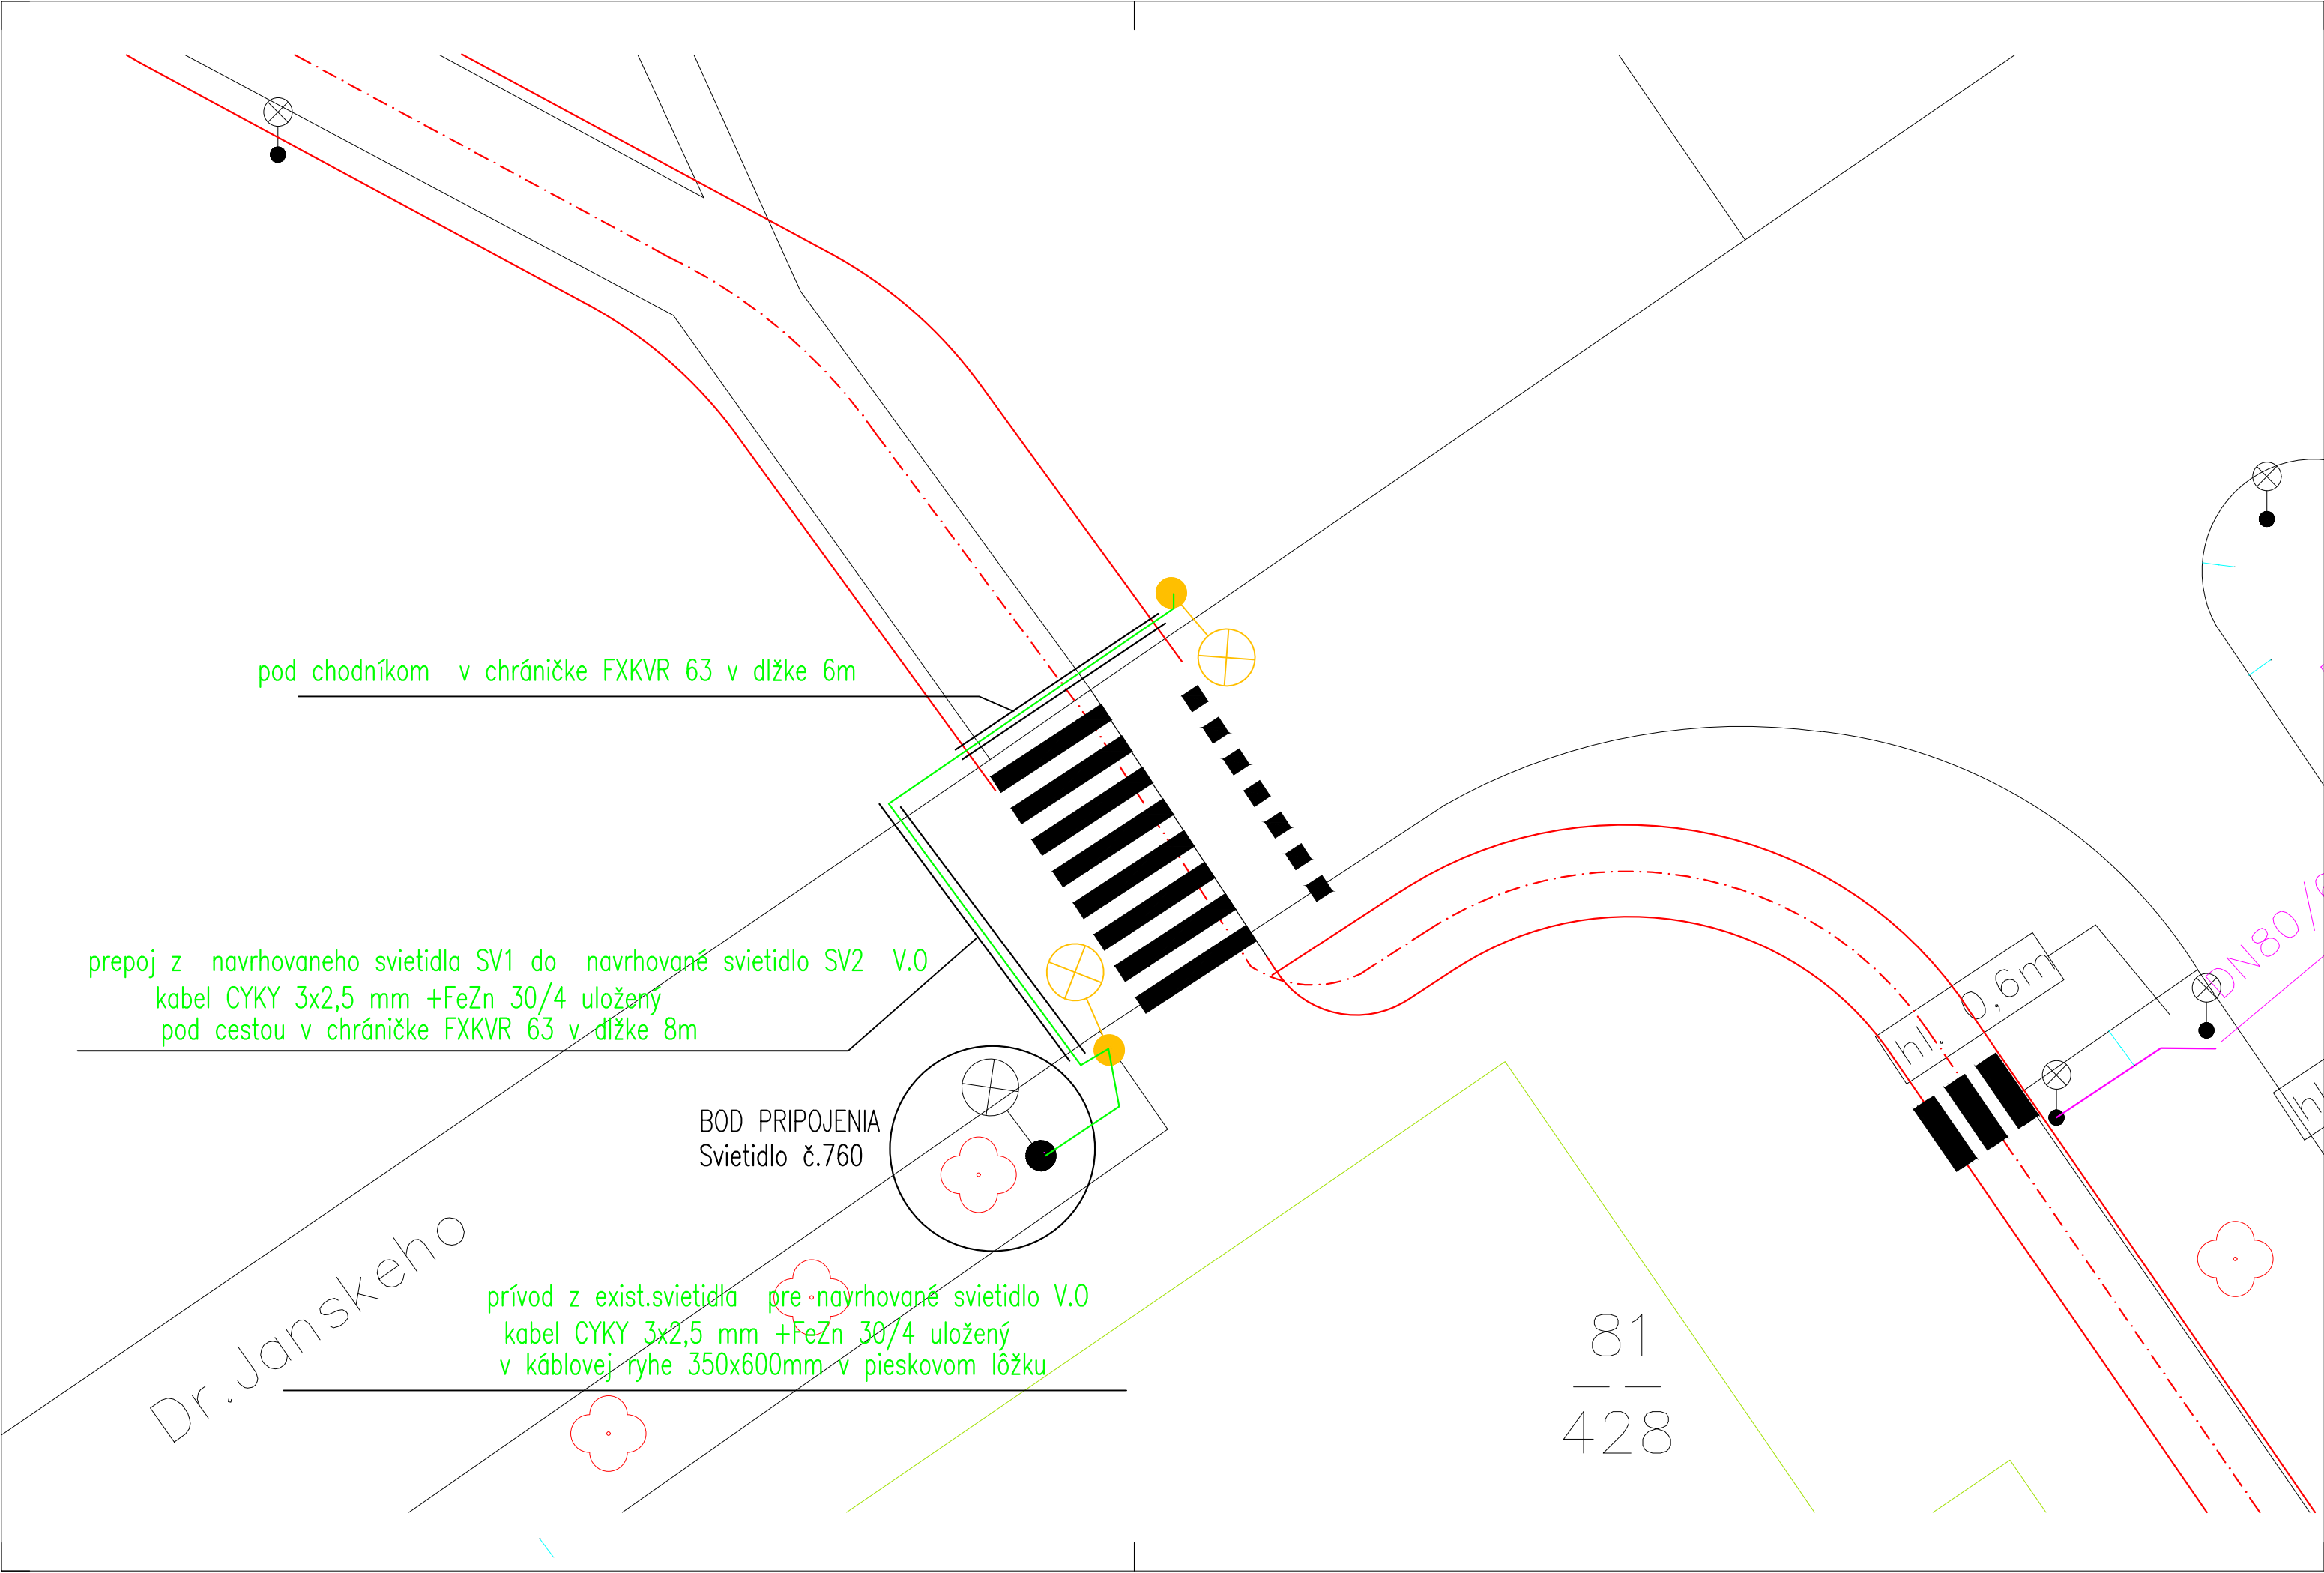 pod chodníkom v chráničke FXKVR 63 v dlžke 6m
prepoj z navrhovaneho svietidla SV1 do navrhované svietidlo SV2 V.O
kabel CYKY 3x2,5 mm +FeZn 30/4 uložený
pod cestou v chráničke FXKVR 63 v dlžke 8m
hl. 0,6m
DN80/
BOD PRIPOJENIA
Svietidlo č.760
Dr.Janskeho
prívod z exist.svietidla pre navrhované svietidlo V.O
kabel CYKY 3x2,5 mm +FeZn 30/4 uložený
v káblovej ryhe 350x600mm v pieskovom lôžku
81
428